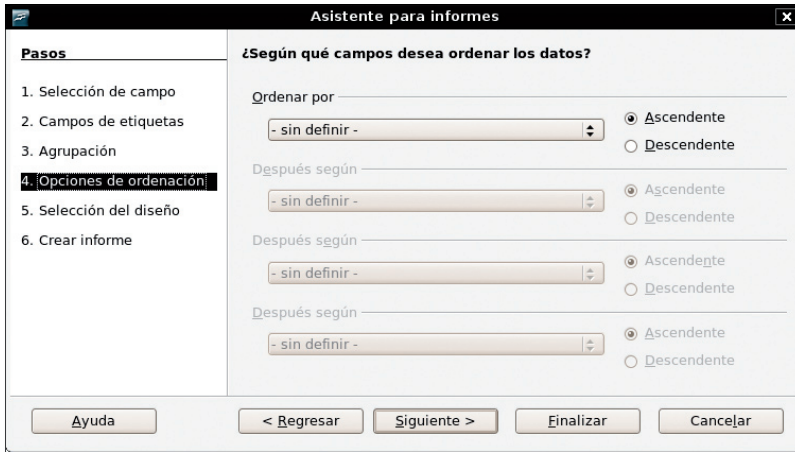 Asistente para informes
Pasos
1. Selección de campo
2. Campos de etiquetas
3. Agrupación
4. Opciones de ordenación
5. Selección del diseño
6. Crear informe
¿Según qué campos desea ordenar los datos?
Ordenar por
- sin definir -
Ascendente
Descendente
Después según
- sin definir -
Ascendente
Descendente
Después según
- sin definir -
Ascendente
Descendente
Después según
- sin definir -
Ascendente
Descendente
Ayuda
< Regresar
Siguiente >
Finalizar
Cancelar